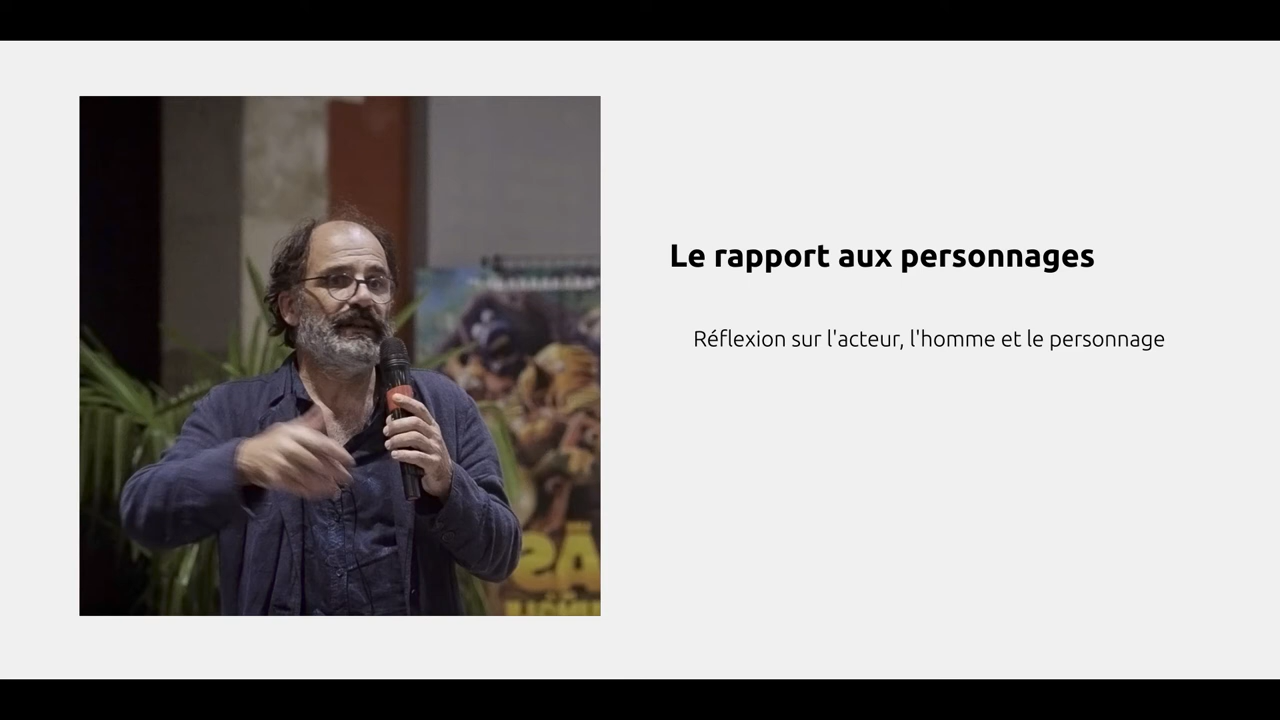 Le rapport aux personnages
Réflexion sur l'acteur, l'homme et le personnage